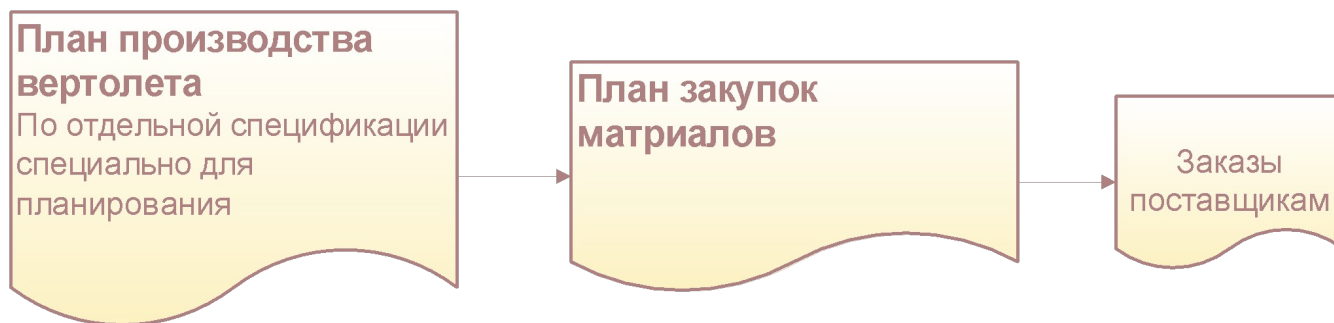 План производства
вертолета
По отдельной спецификации
специально для
планирования
План закупок
матриалов
Заказы
поставщикам